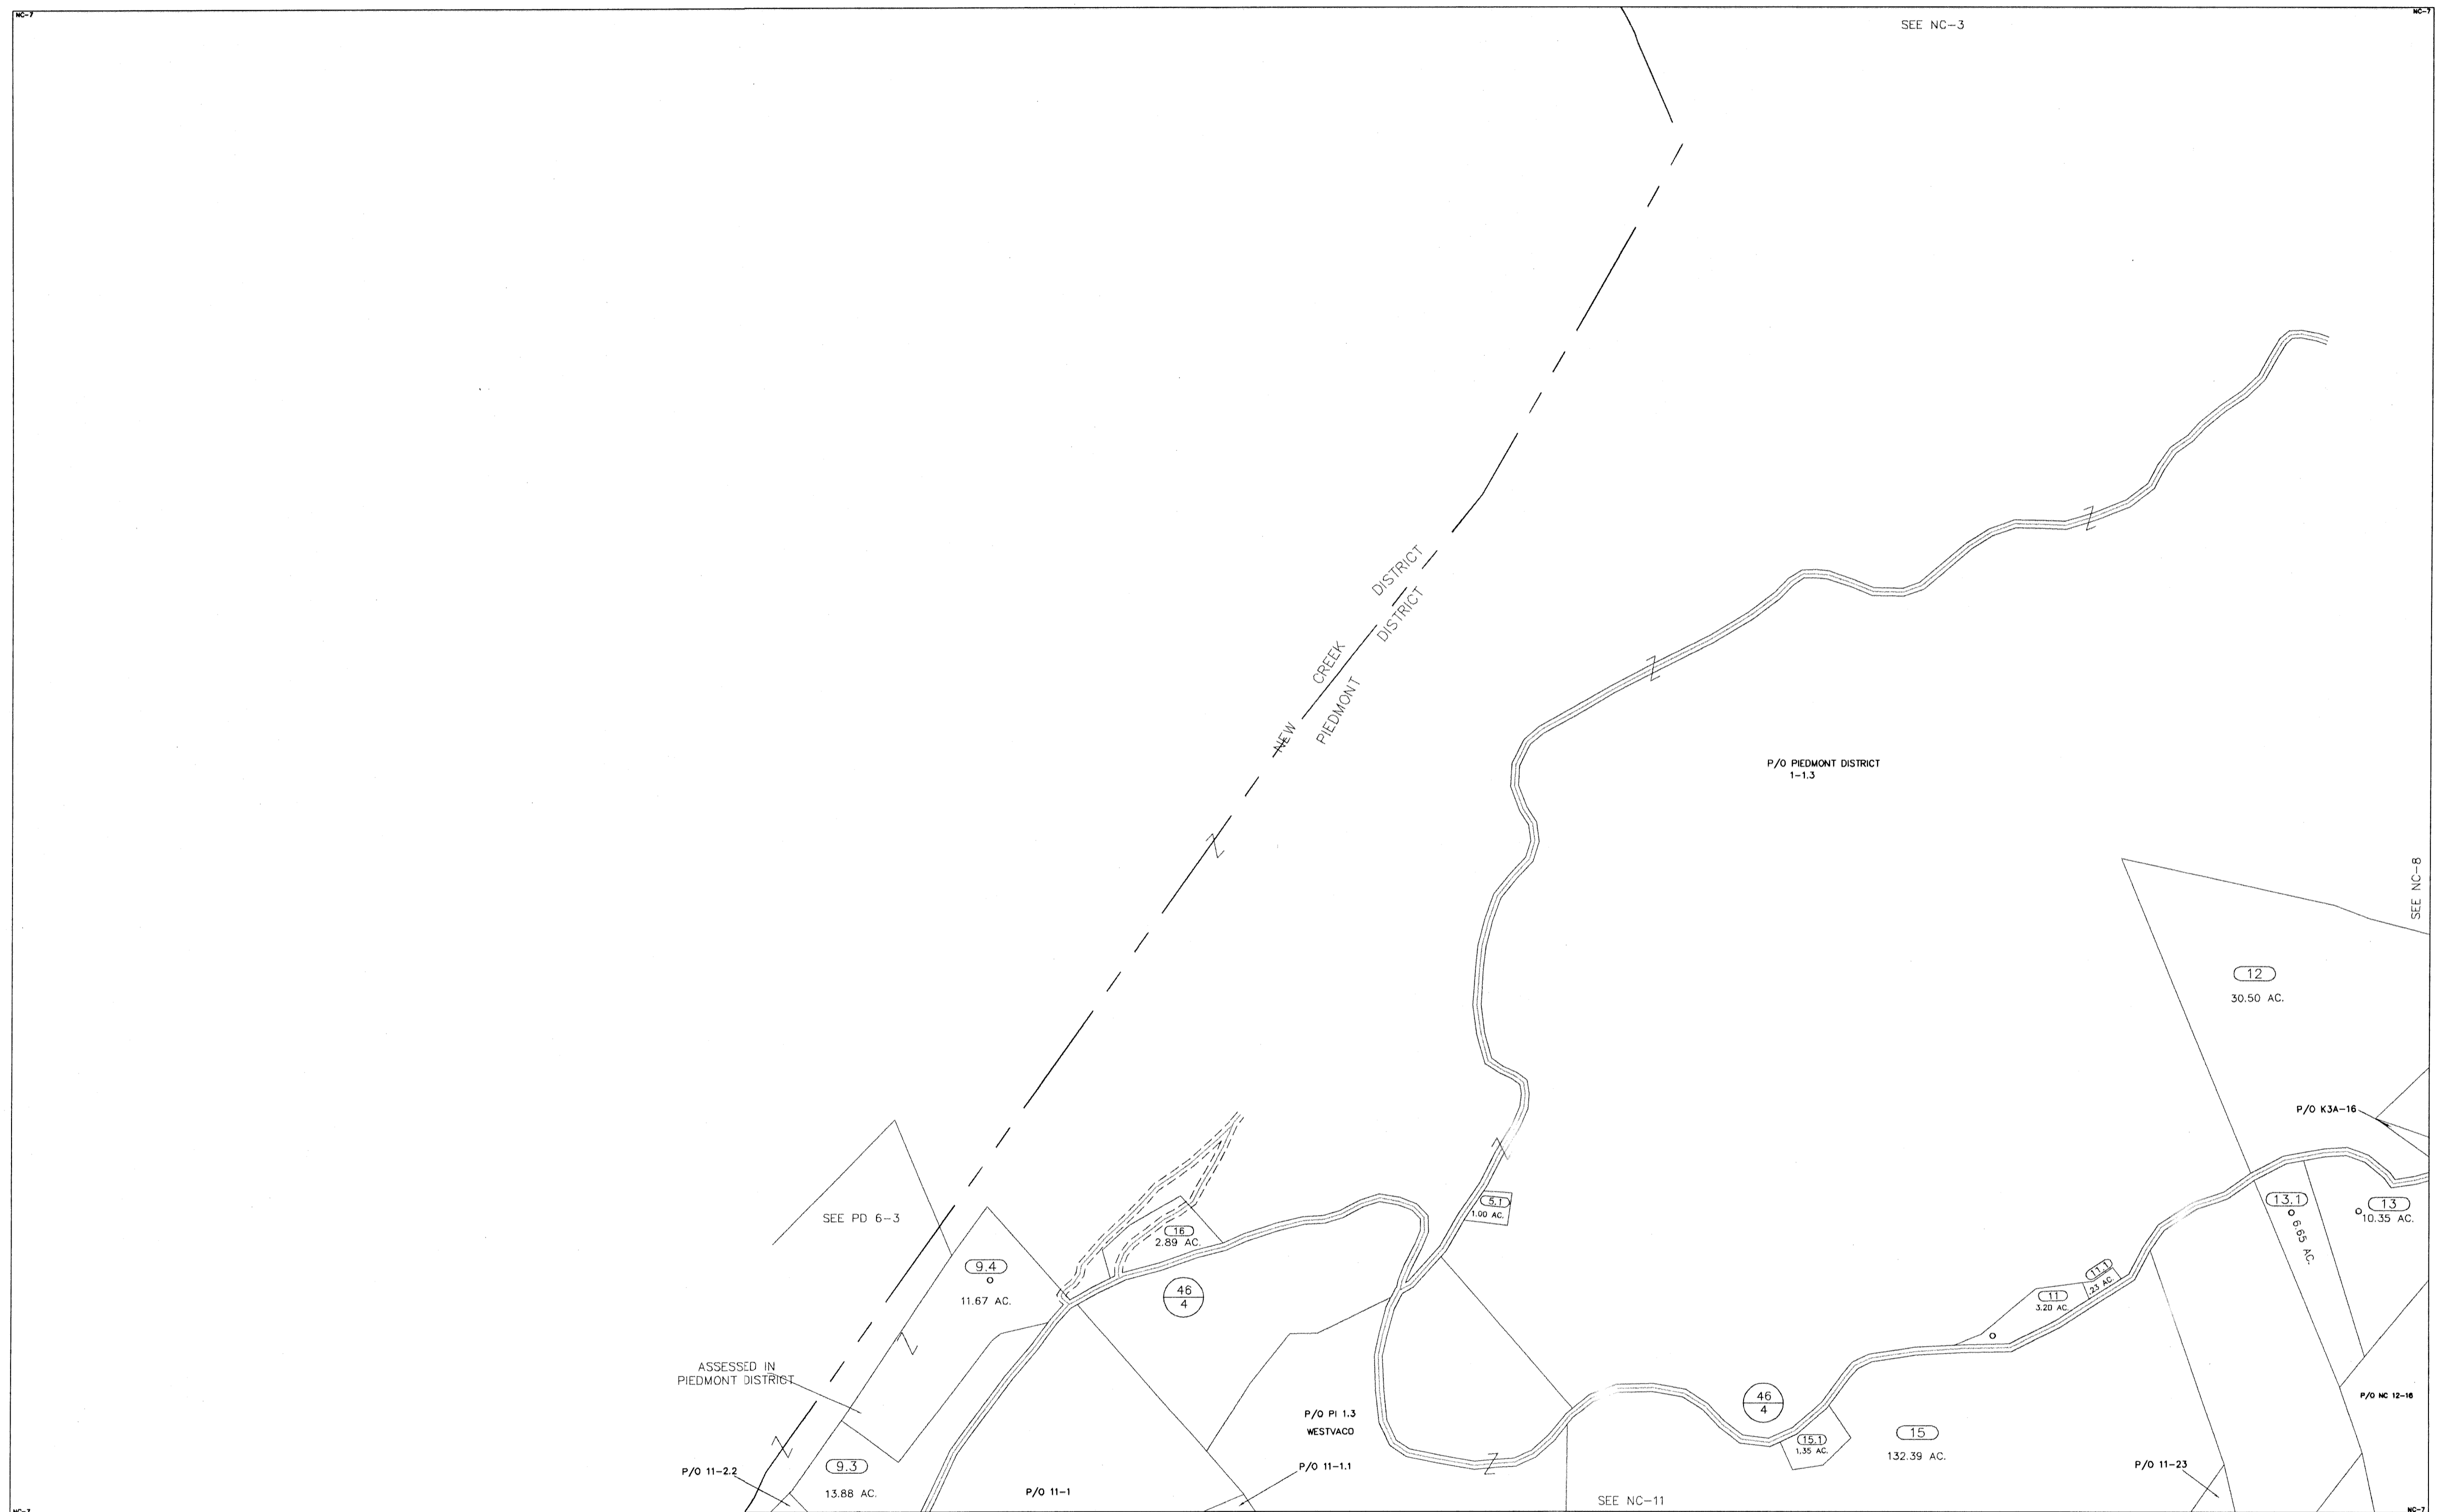 NC-7
NC-7
SEE NC-3
NEW CREEK DISTRICT
PIEDMONT DISTRICT
P/O PIEDMONT DISTRICT
1-1.3
SEE NC-8
12
30.50 AC.
P/O K3A-16
13.1
6.65 AC.
13
10.35 AC.
5.1
1.00 AC.
SEE PD 6-3
16
2.89 AC.
9.4
11.67 AC.
46
4
11.1
.23 AC.
11
3.20 AC.
ASSESSED IN
PIEDMONT DISTRICT
P/O PI 1.3
WESTVACO
46
4
P/O NC 12-16
15.1
1.35 AC.
15
132.39 AC.
P/O 11-2.2
9.3
13.88 AC.
P/O 11-1
P/O 11-1.1
P/O 11-23
SEE NC-11
NC-7
NC-7